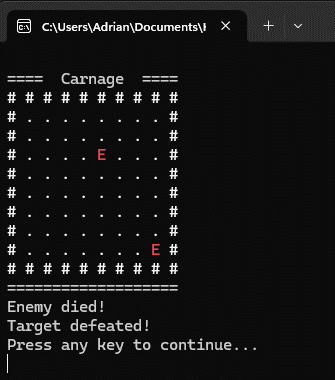 C:\Users\Adrian\Documents\
====  Carnage  ====
# # # # # # # # # #
# . . . . . . . . #
# . . . . . . . . #
# . . . . E . . . #
# . . . . . . . . #
# . . . . . . . . #
# . . . . . . . . #
# . . . . . . . . #
# . . . . . . . E #
# # # # # # # # # #
===================
Enemy died!
Target defeated!
Press any key to continue...